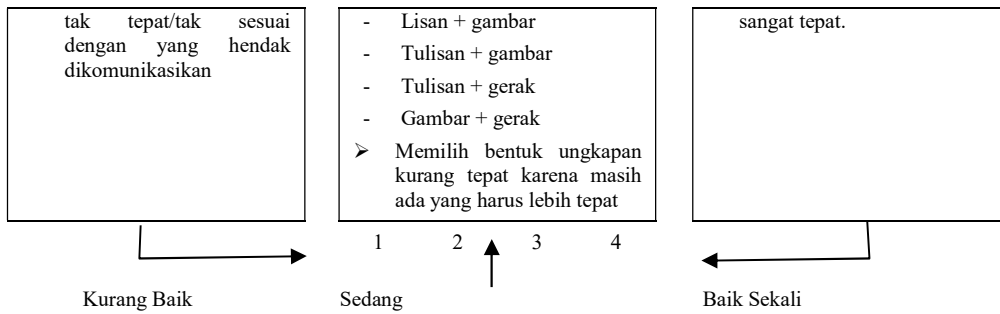 tak tepat/tak sesuai
dengan yang hendak
dikomunikasikan
- Lisan + gambar
- Tulisan + gambar
- Tulisan + gerak
- Gambar + gerak
➢ Memilih bentuk ungkapan
kurang tepat karena masih
ada yang harus lebih tepat
sangat tepat.
1 2 3 4
Kurang Baik Sedang Baik Sekali